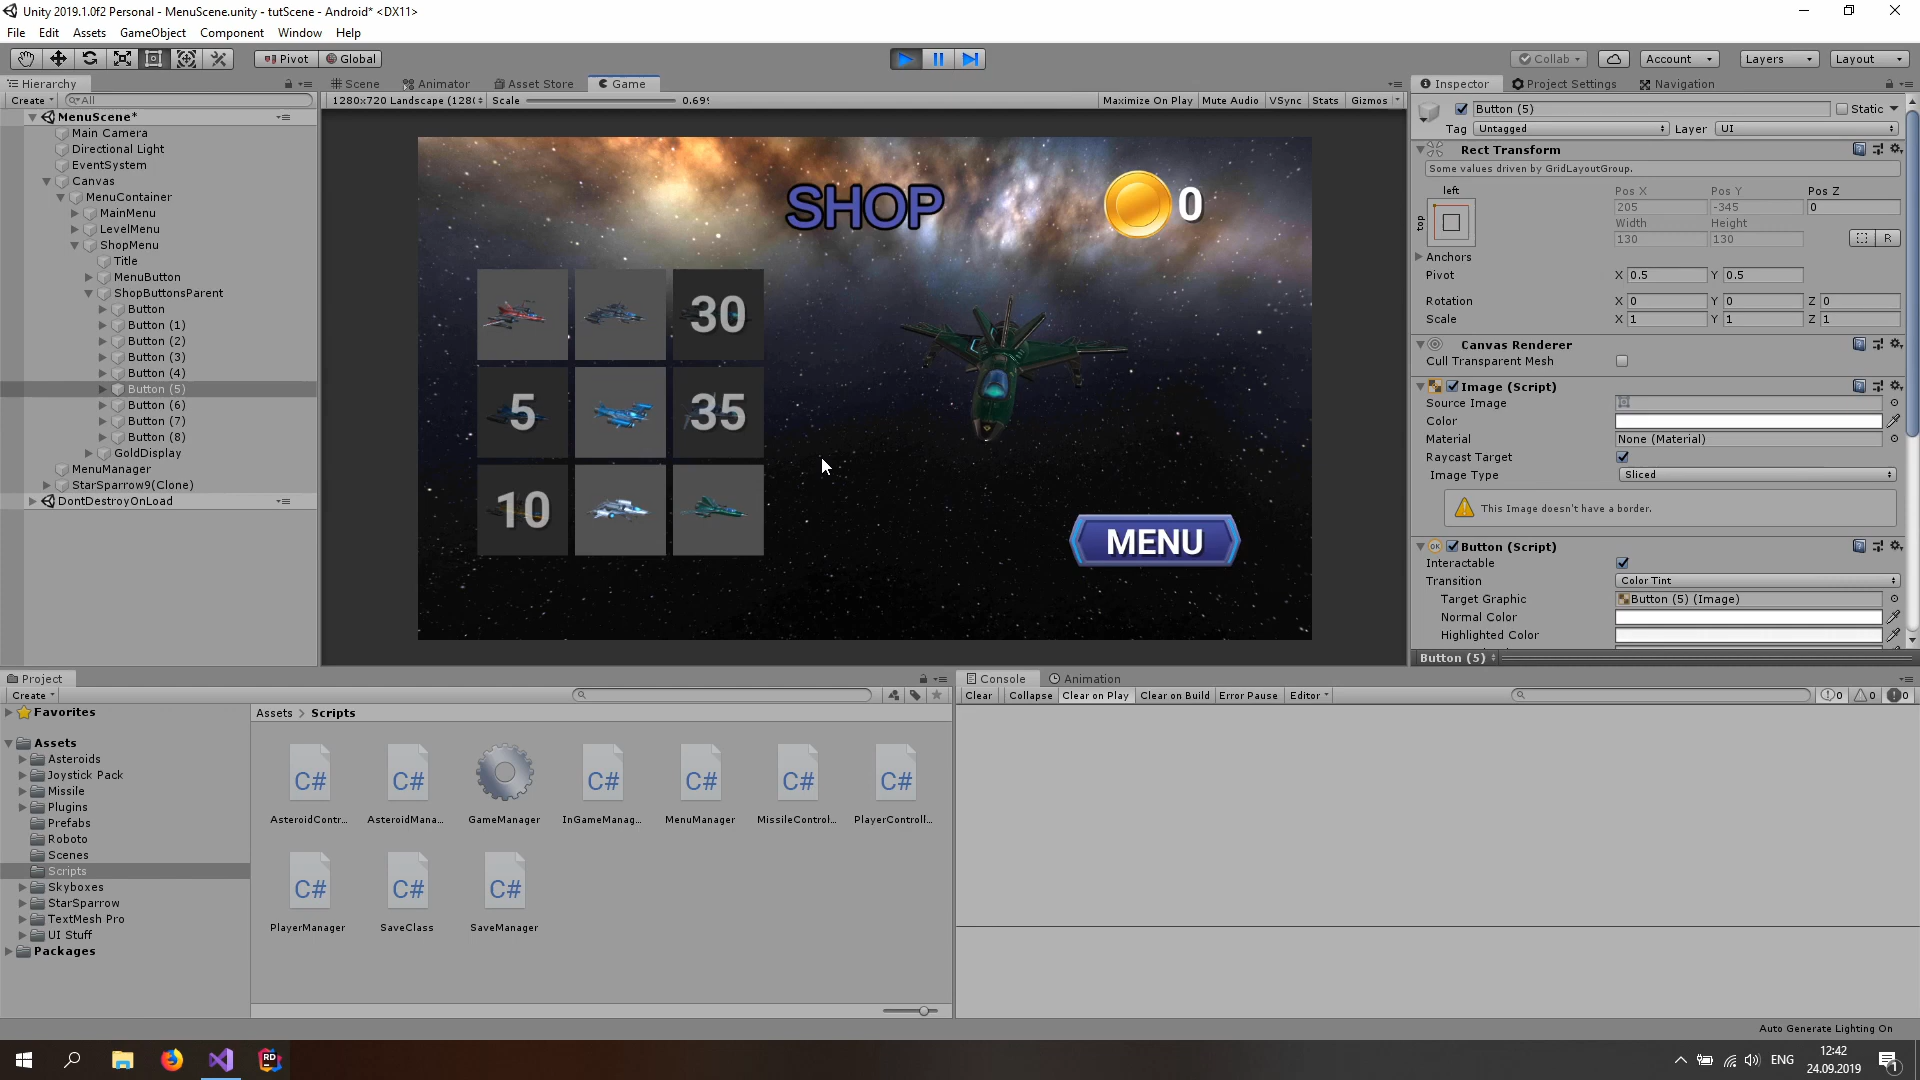 Unity 2019.1.0f2 Personal - MenuScene.unity - tutScene - Android* <DX11>
File Edit Assets GameObject Component Window Help
Pivot Global Collab Account Layers Layout
Hierarchy Scene Animator Asset Store Game Inspector Project Settings Navigation
Create All 1280x720 Landscape (128( Scale 0.69 Maximize On Play Mute Audio VSync Stats Gizmos
MenuScene*
Main Camera
Directional Light
EventSystem
Canvas
MenuContainer
MainMenu
LevelMenu
ShopMenu
Title
MenuButton
ShopButtonsParent
Button
Button (1)
Button (2)
Button (3)
Button (4)
Button (5)
Button (6)
Button (7)
Button (8)
GoldDisplay
MenuManager
StarSparrow9(Clone)
DontDestroyOnLoad
SHOP
0
30
5
35
10
MENU
Button (5) Static
Tag Untagged Layer UI
Rect Transform
Some values driven by GridLayoutGroup.
left Pos X Pos Y Pos Z
top 205 -345 0
Width Height
130 130 R
Anchors
Pivot X 0.5 Y 0.5
Rotation X 0 Y 0 Z 0
Scale X 1 Y 1 Z 1
Canvas Renderer
Cull Transparent Mesh
Image (Script)
Source Image
Color
Material None (Material)
Raycast Target
Image Type Sliced
This Image doesn't have a border.
OK Button (Script)
Interactable
Transition Color Tint
Target Graphic Button (5) (Image)
Normal Color
Highlighted Color
Button (5)
Project
Create
Favorites
Assets
Asteroids
Joystick Pack
Missile
Plugins
Prefabs
Roboto
Scenes
Scripts
Skyboxes
StarSparrow
TextMesh Pro
UI Stuff
Packages
Assets > Scripts
C# C# C# C# C# C#
AsteroidContr... AsteroidMana... GameManager InGameManag... MenuManager MissileControl... PlayerControll...
C# C# C#
PlayerManager SaveClass SaveManager
Console Animation
Clear Collapse Clear on Play Clear on Build Error Pause Editor 0 0 0
Auto Generate Lighting On
RD
ENG
12:42
24.09.2019
1